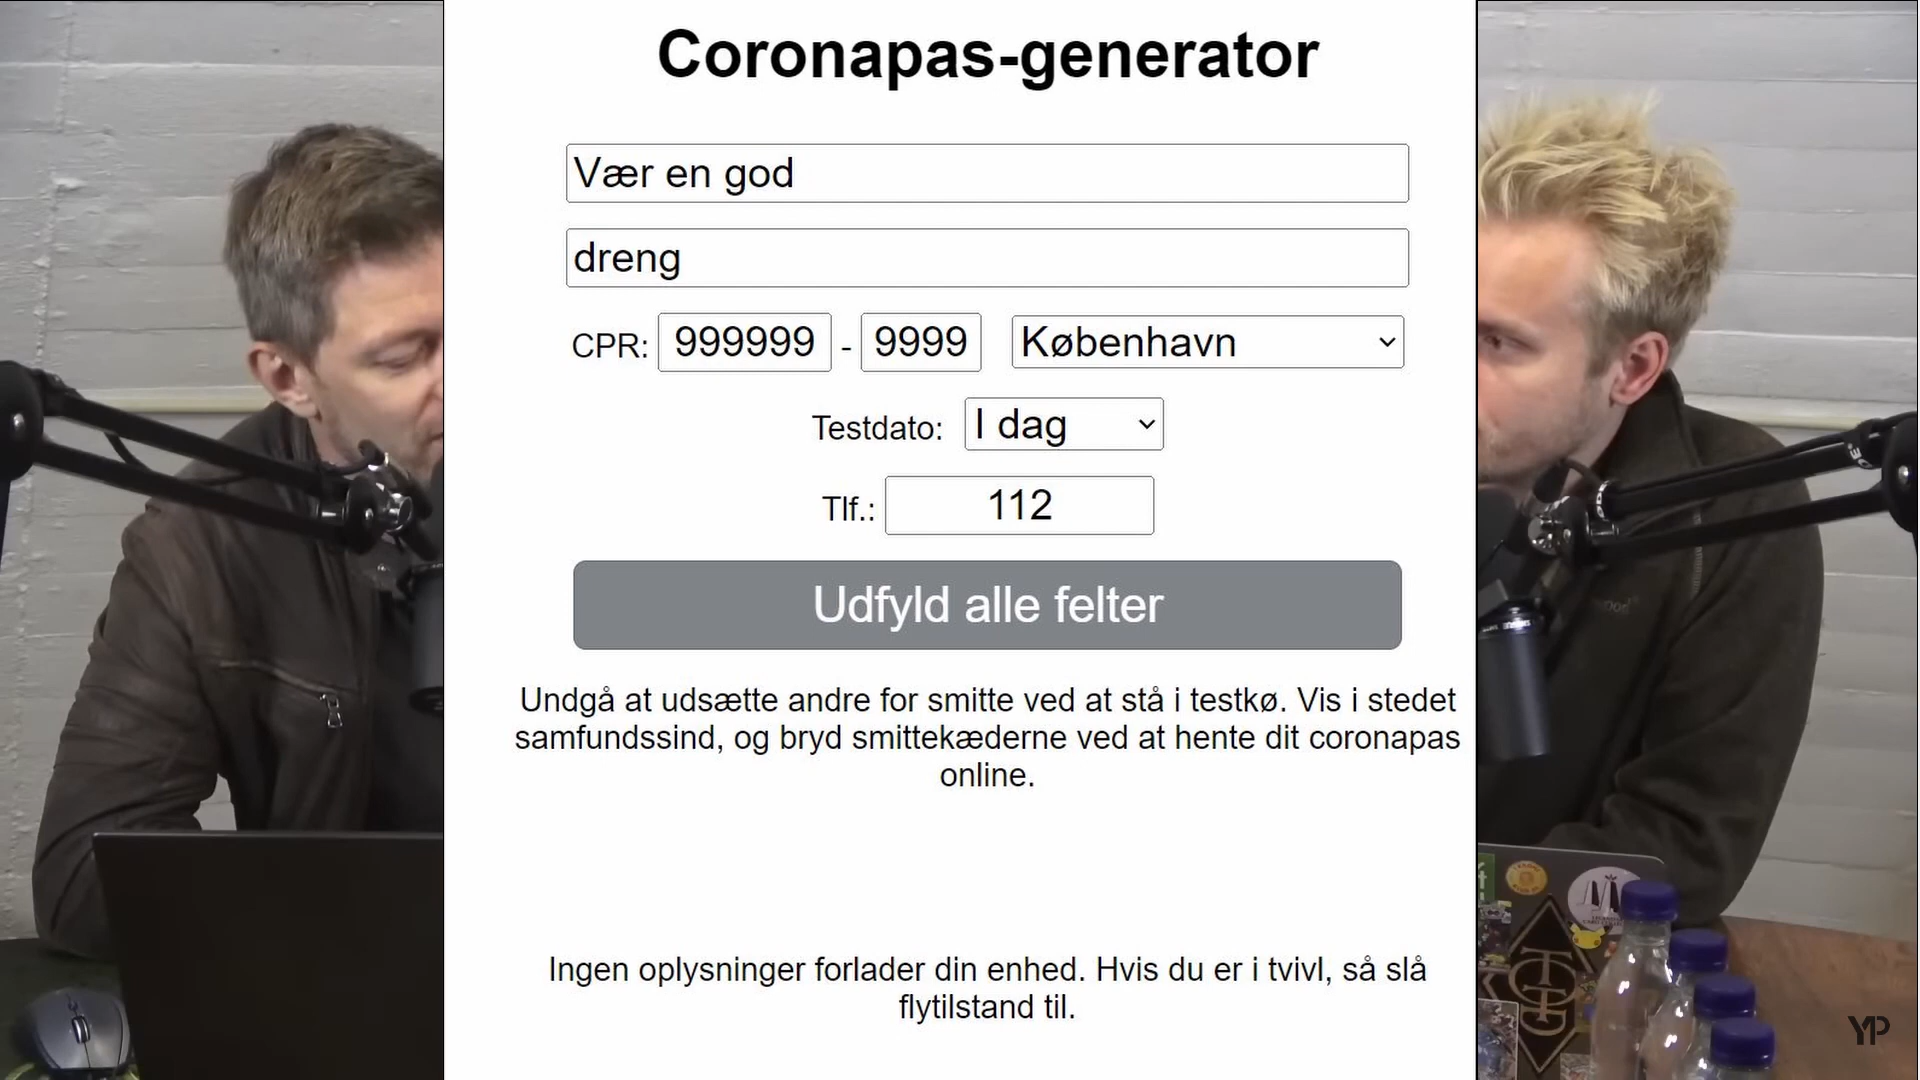 Coronapas-generator
Vær en god
dreng
CPR: 999999 - 9999 København
Testdato: I dag
Tlf.: 112
Udfyld alle felter
Undgå at udsætte andre for smitte ved at stå i testkø. Vis i stedet
samfundssind, og bryd smittekæderne ved at hente dit coronapas
online.
Ingen oplysninger forlader din enhed. Hvis du er i tvivl, så slå
flytilstand til.
YP